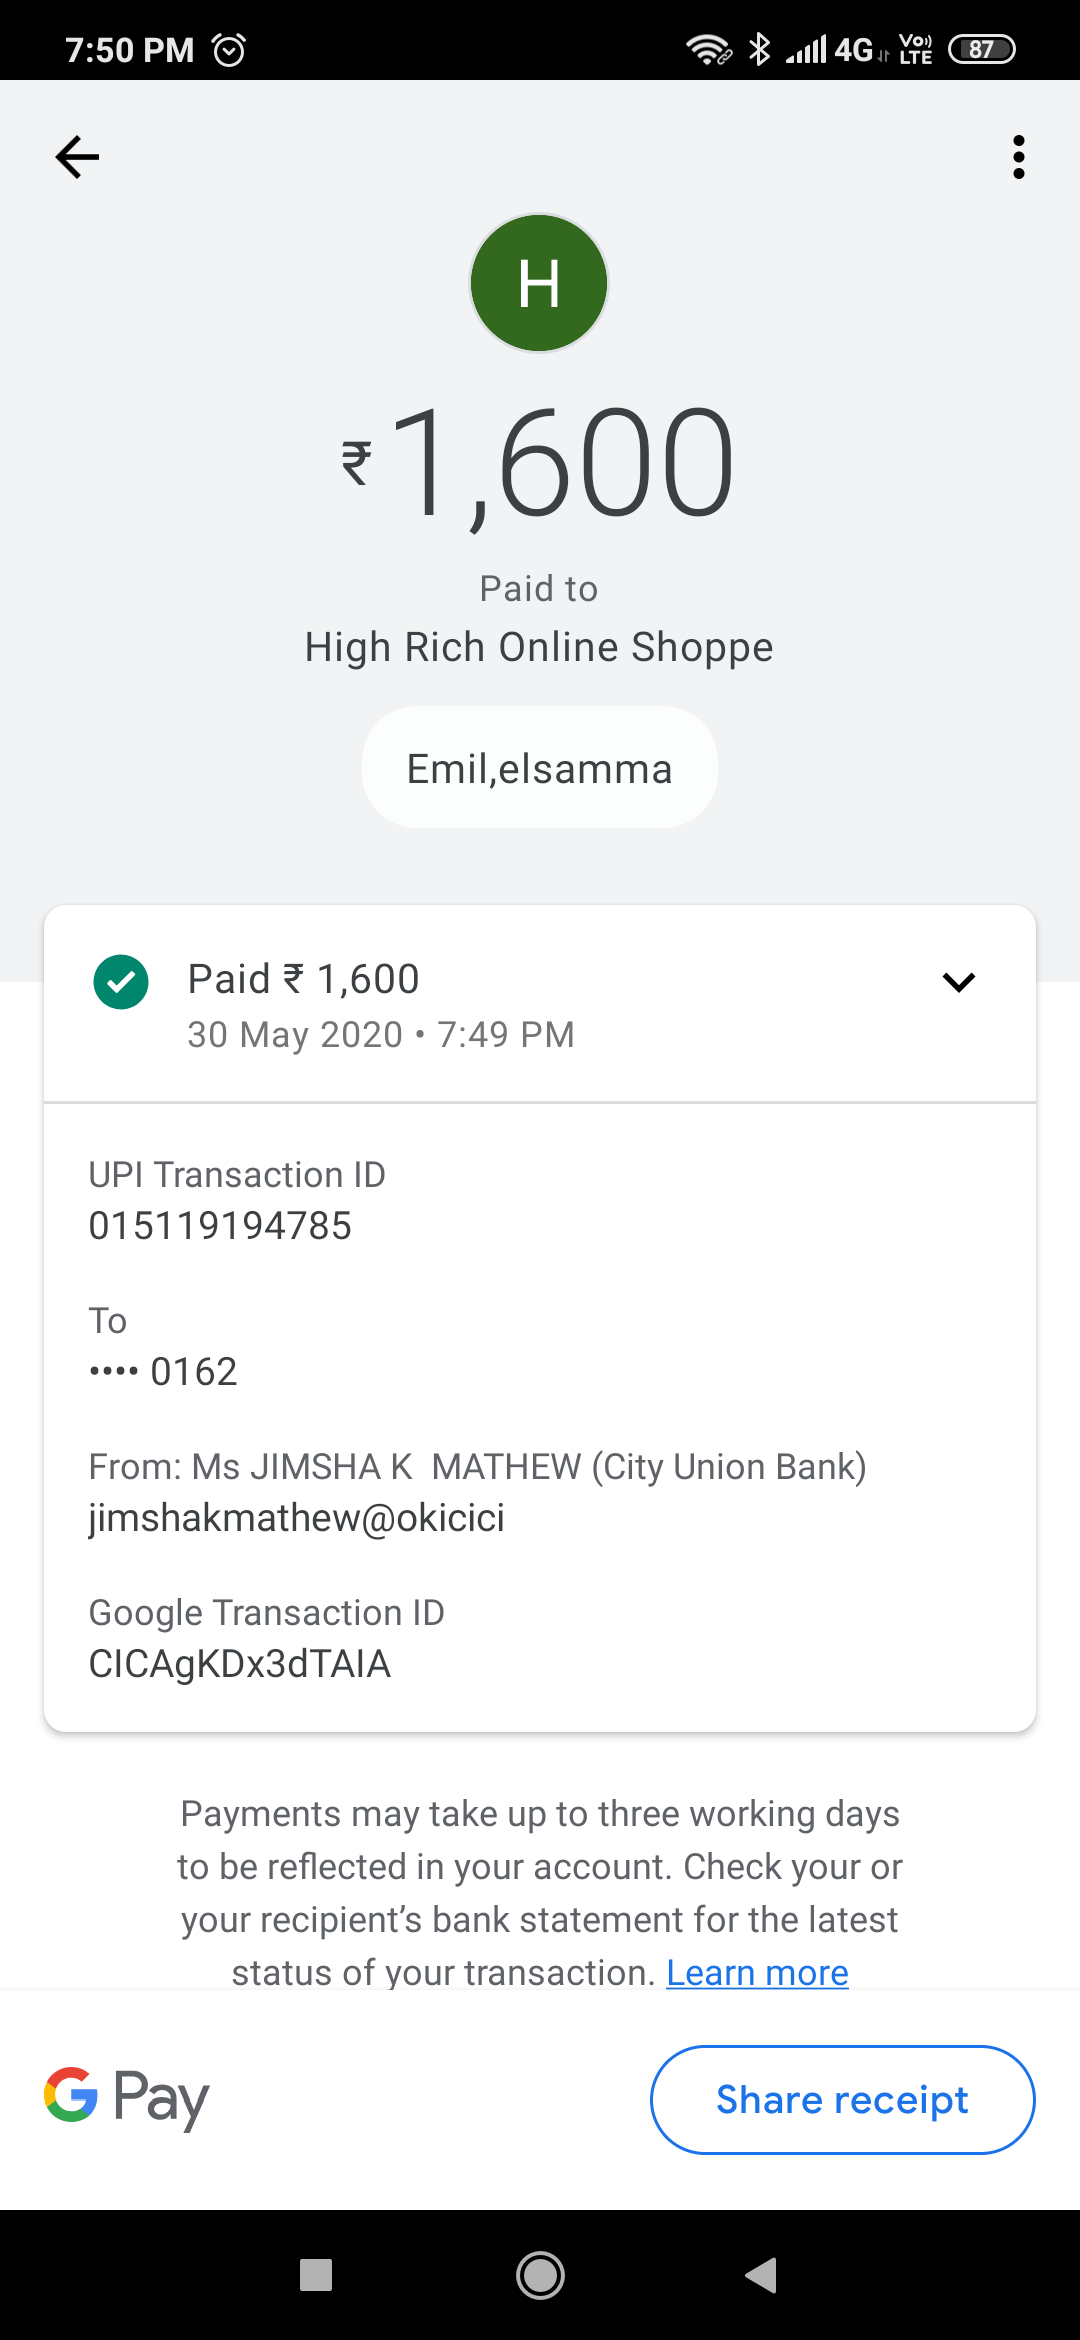 7:50 PM 4G Vo)) LTE 87
H
₹1,600
Paid to
High Rich Online Shoppe
Emil,elsamma
Paid ₹ 1,600
30 May 2020 • 7:49 PM
UPI Transaction ID
015119194785
To
•••• 0162
From: Ms JIMSHA K  MATHEW (City Union Bank)
jimshakmathew@okicici
Google Transaction ID
CICAgKDx3dTAIA
Payments may take up to three working days
to be reflected in your account. Check your or
your recipient’s bank statement for the latest
status of your transaction. Learn more
G Pay
Share receipt